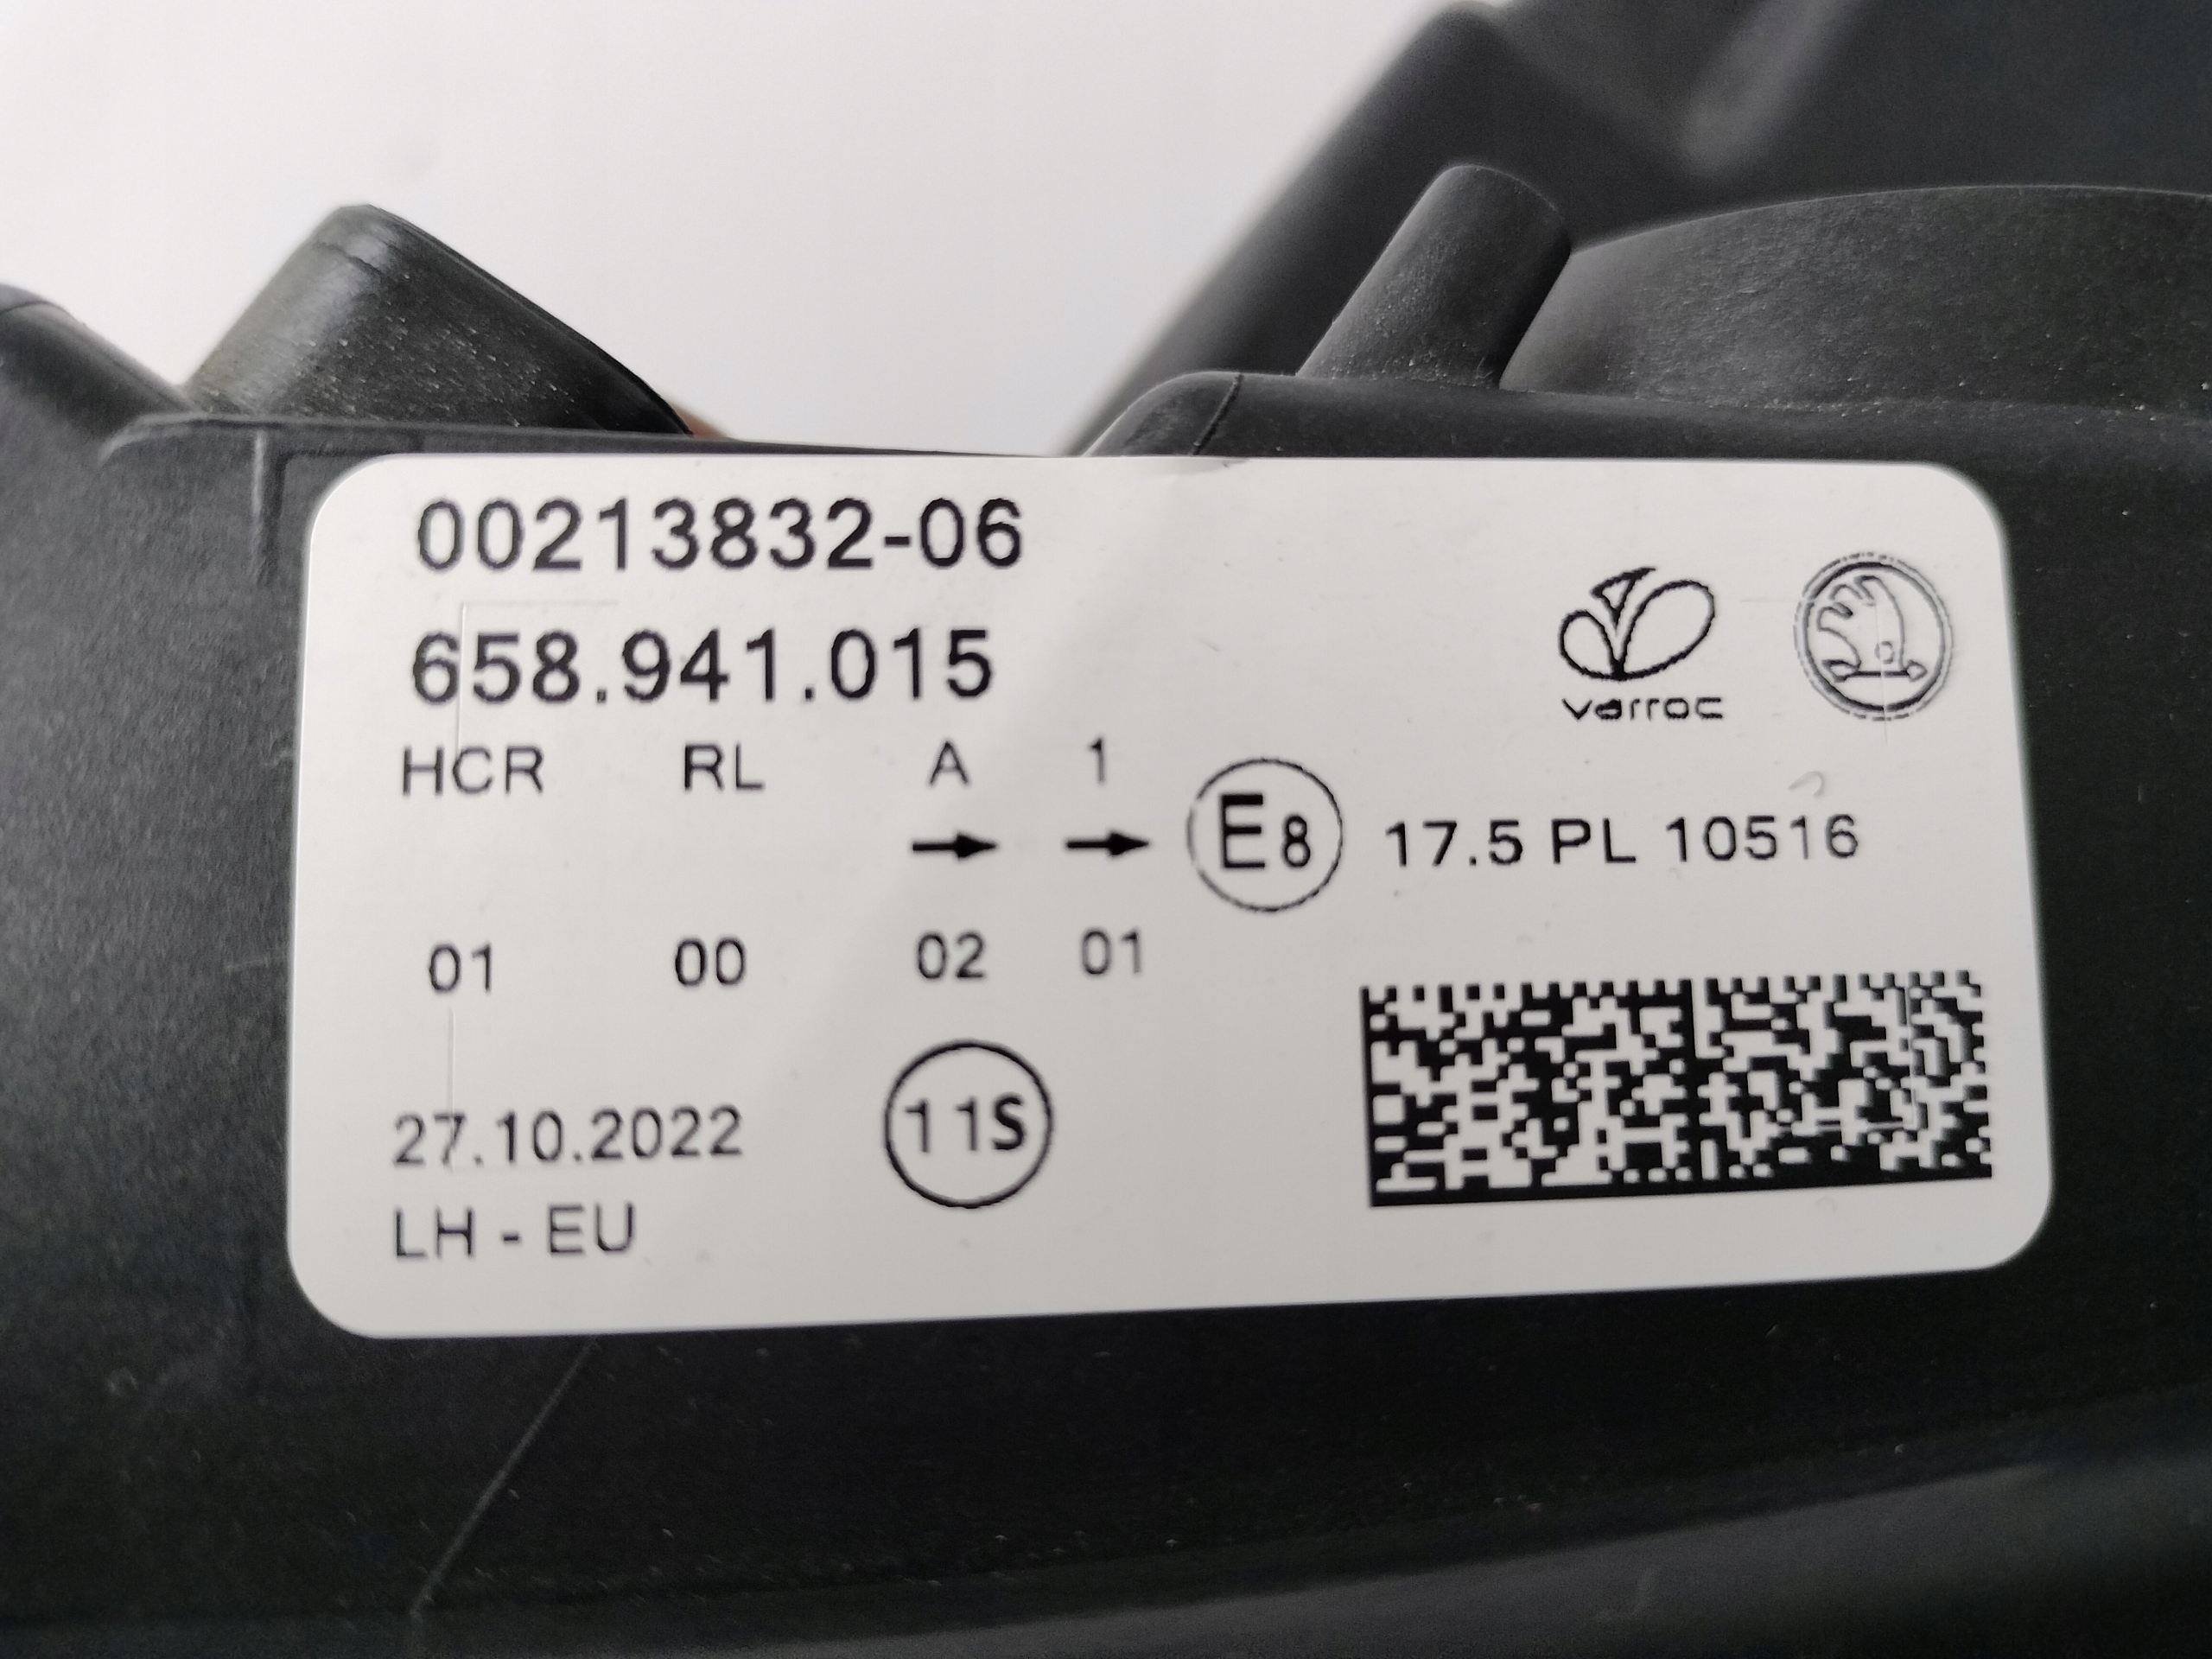 00213832-06
658.941.015
varroc
HCR RL A 1
→ → E8 17.5 PL 10516
01 00 02 01
27.10.2022 11S
LH - EU